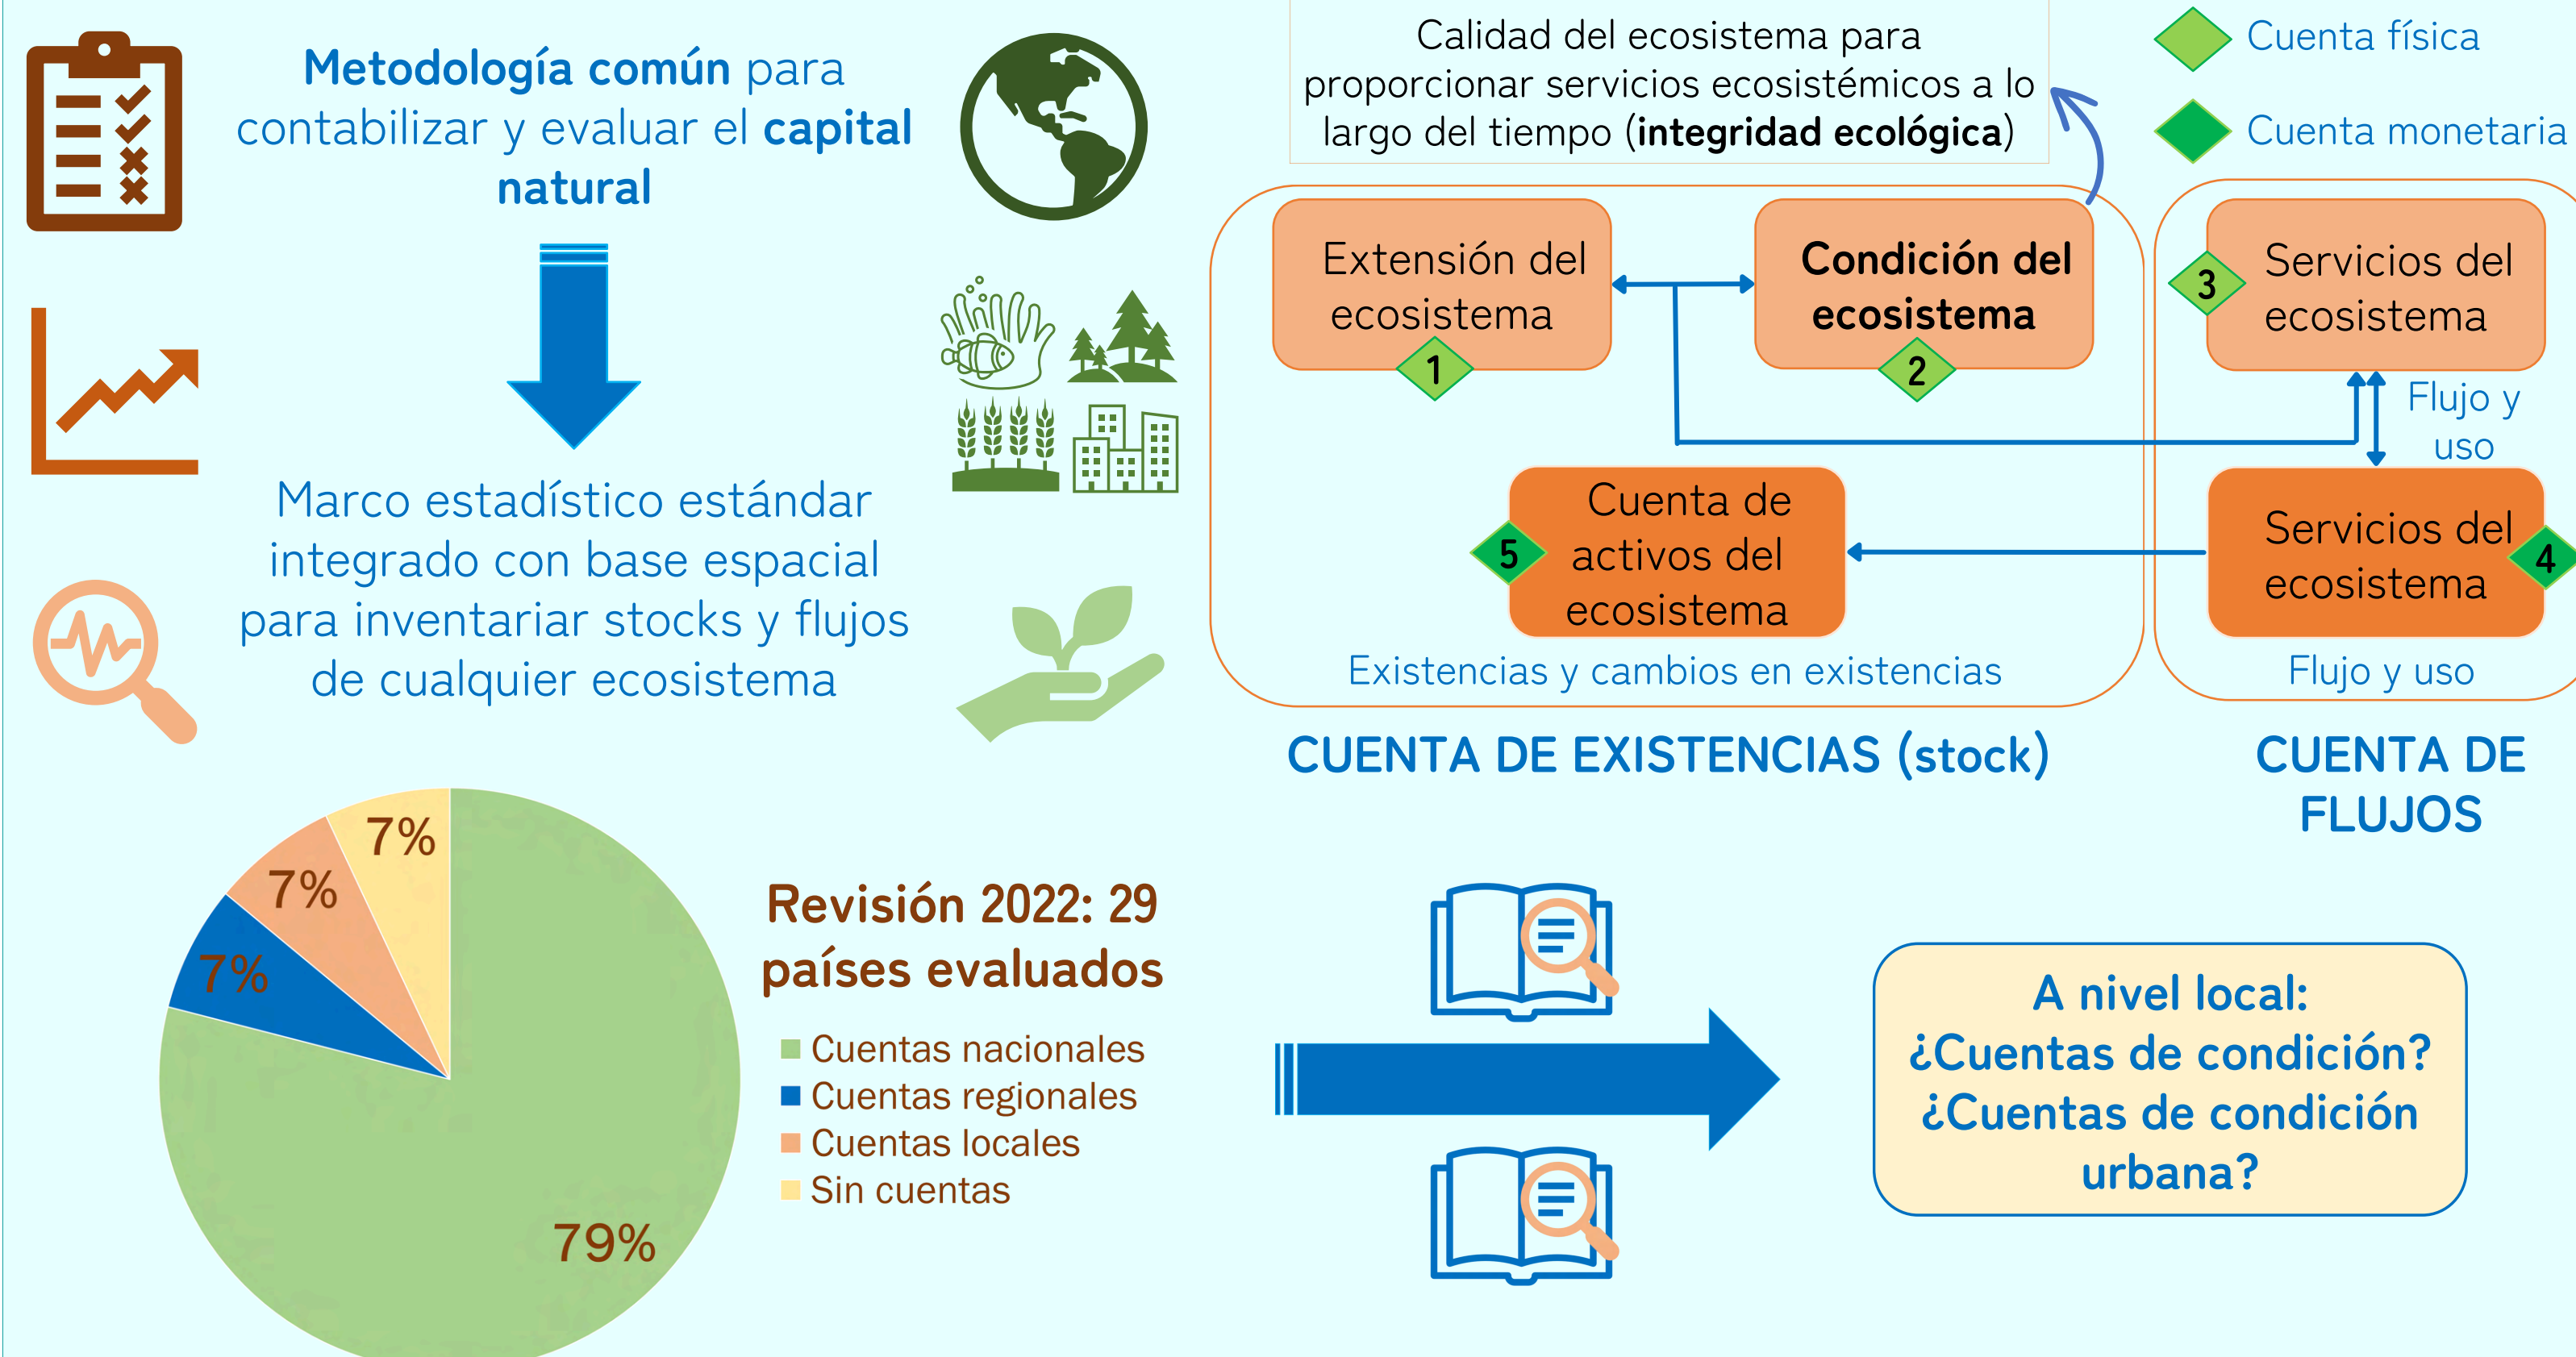 Metodología común para
contabilizar y evaluar el capital
natural
Marco estadístico estándar
integrado con base espacial
para inventariar stocks y flujos
de cualquier ecosistema
Calidad del ecosistema para
proporcionar servicios ecosistémicos a lo
largo del tiempo (integridad ecológica)
Cuenta física
Cuenta monetaria
Extensión del
ecosistema
1
Condición del
ecosistema
2
3
Servicios del
ecosistema
Flujo y
uso
5
Cuenta de
activos del
ecosistema
Servicios del
ecosistema
4
Existencias y cambios en existencias
Flujo y uso
CUENTA DE EXISTENCIAS (stock)
CUENTA DE
FLUJOS
7%
7%
7%
79%
Revisión 2022: 29
países evaluados
Cuentas nacionales
Cuentas regionales
Cuentas locales
Sin cuentas
A nivel local:
¿Cuentas de condición?
¿Cuentas de condición
urbana?